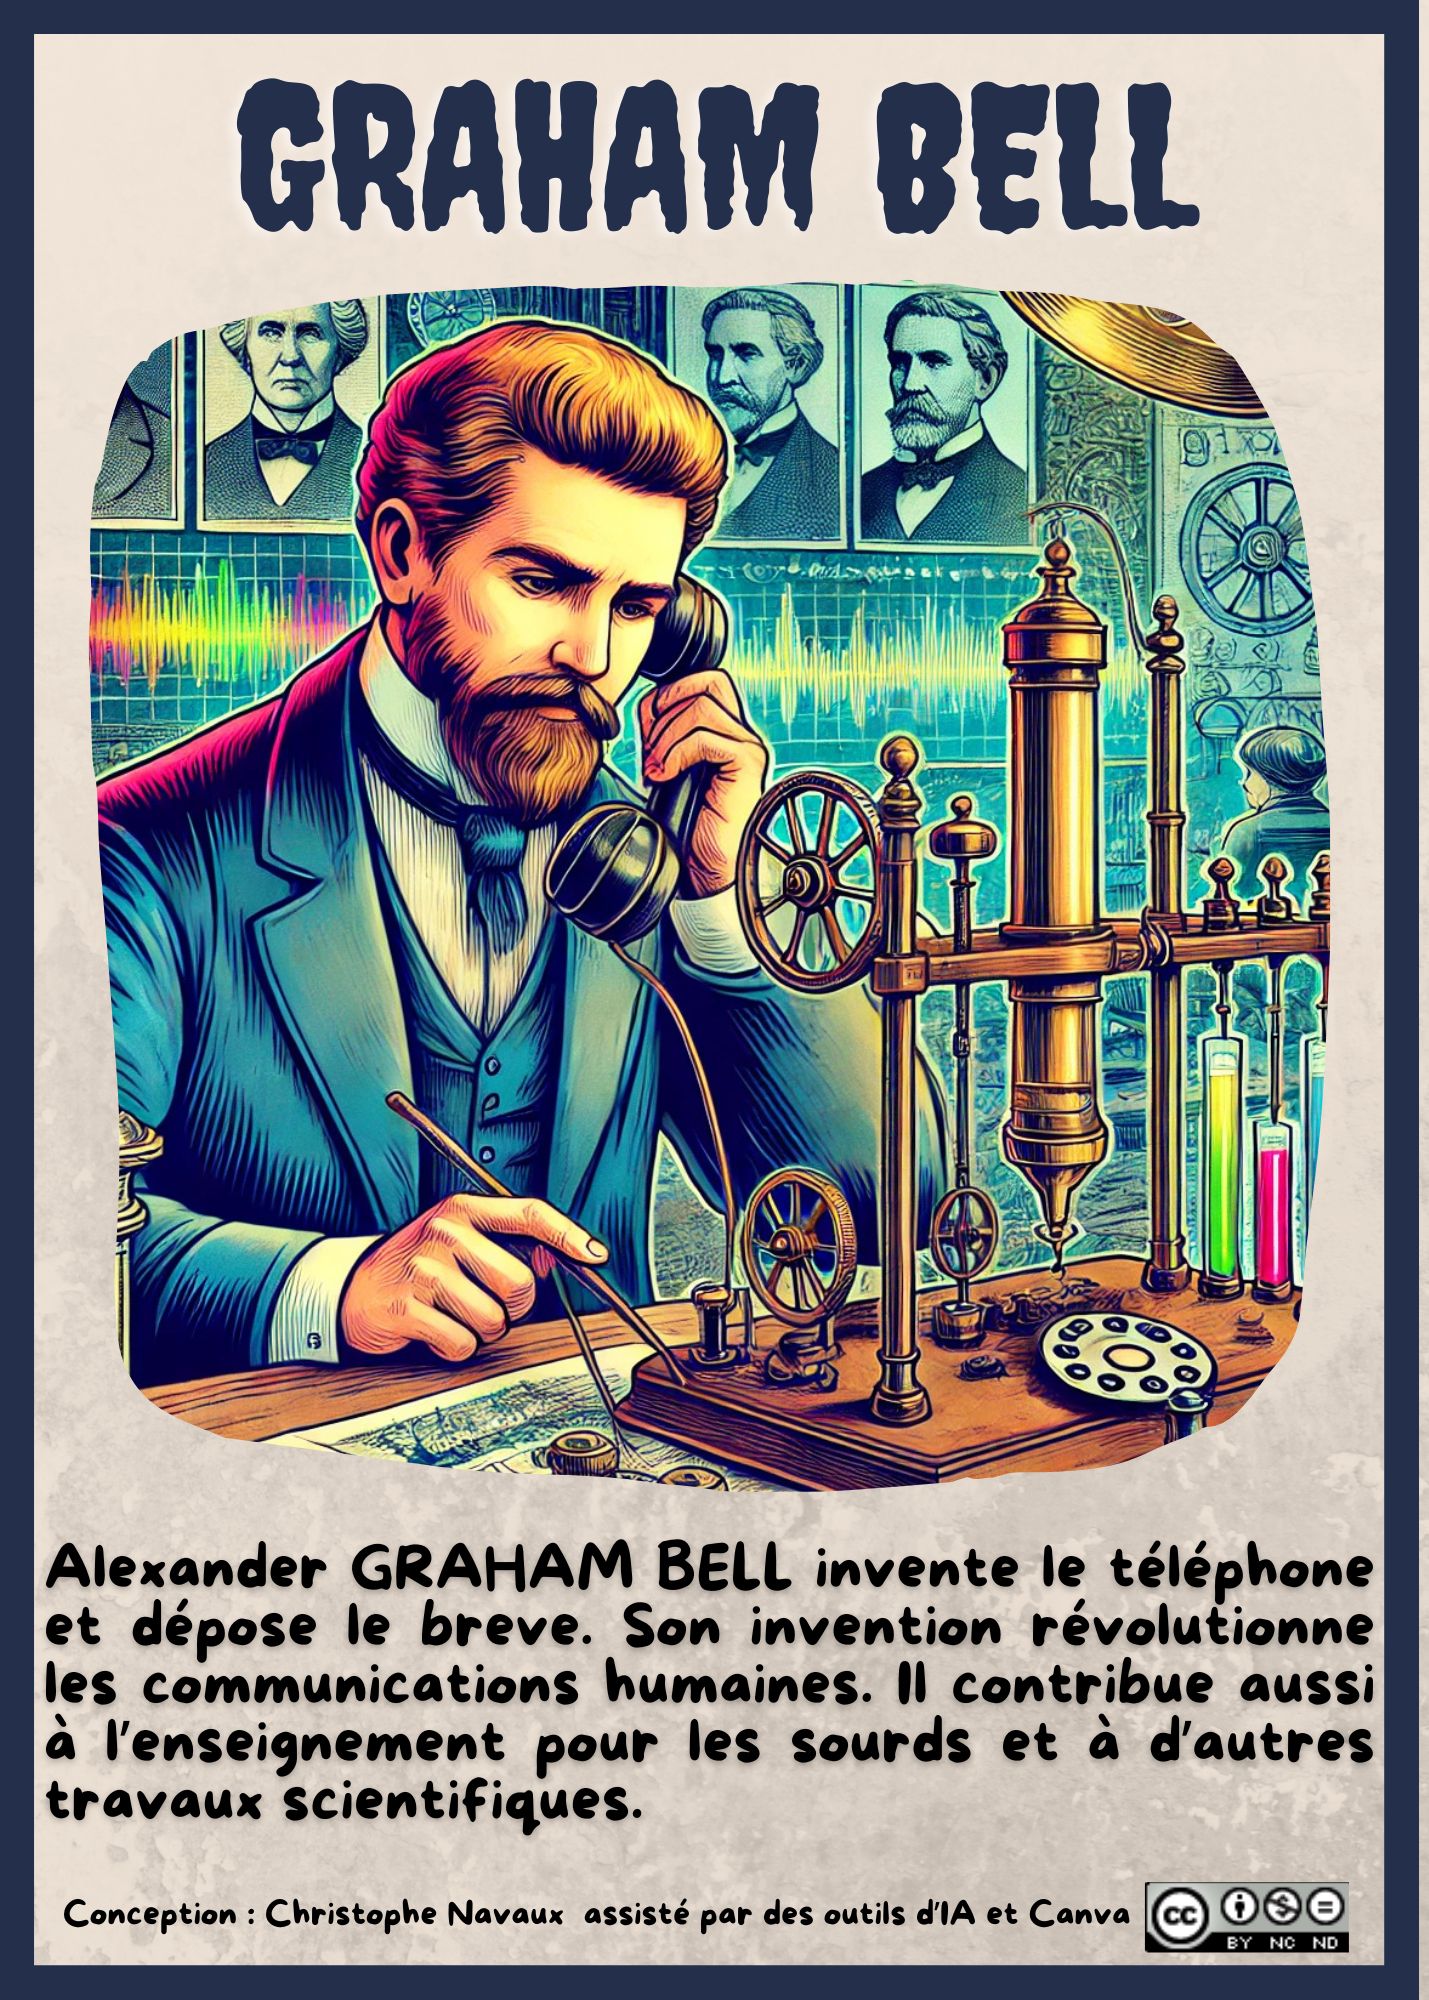 GRAHAM BELL
Alexander GRAHAM BELL invente le téléphone
et dépose le breve. Son invention révolutionne
les communications humaines. Il contribue aussi
à l'enseignement pour les sourds et à d'autres
travaux scientifiques.
Conception : Christophe Navaux assisté par des outils d'IA et Canva
cc
BY NC ND